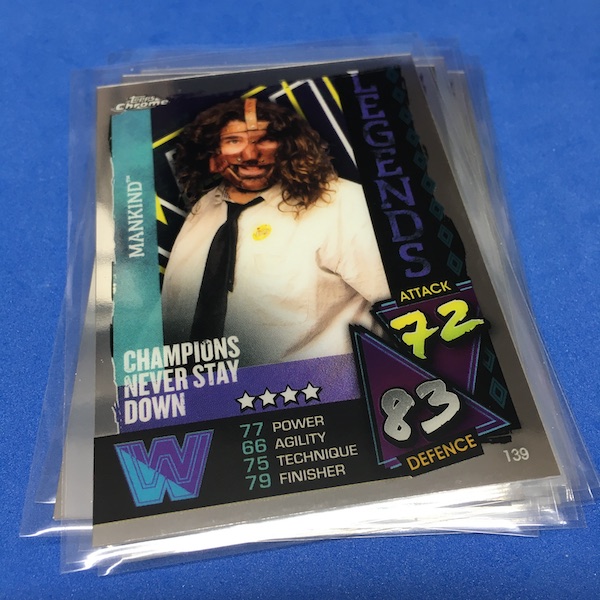 Topps
Chrome
LEGENDS
MANKIND™
ATTACK
72
CHAMPIONS
NEVER STAY
DOWN
83
DEFENCE
77 POWER
66 AGILITY
75 TECHNIQUE
79 FINISHER
W
139